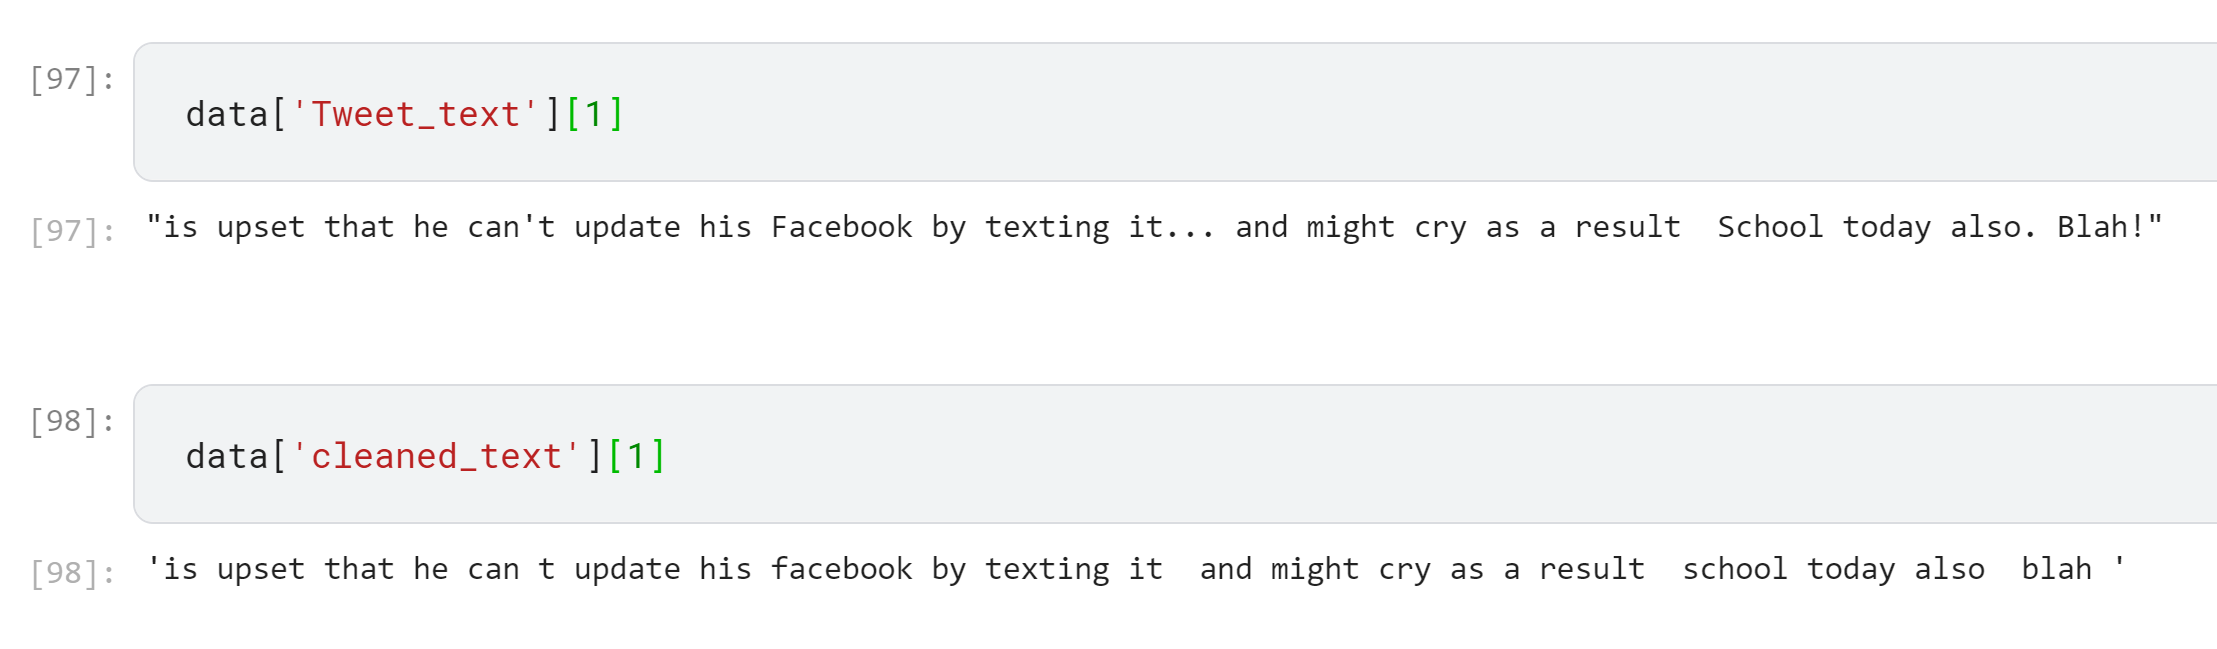 [97]:
data['Tweet_text'][1]
[97]: "is upset that he can't update his Facebook by texting it... and might cry as a result  School today also. Blah!"
[98]:
data['cleaned_text'][1]
[98]: 'is upset that he can t update his facebook by texting it  and might cry as a result  school today also  blah '